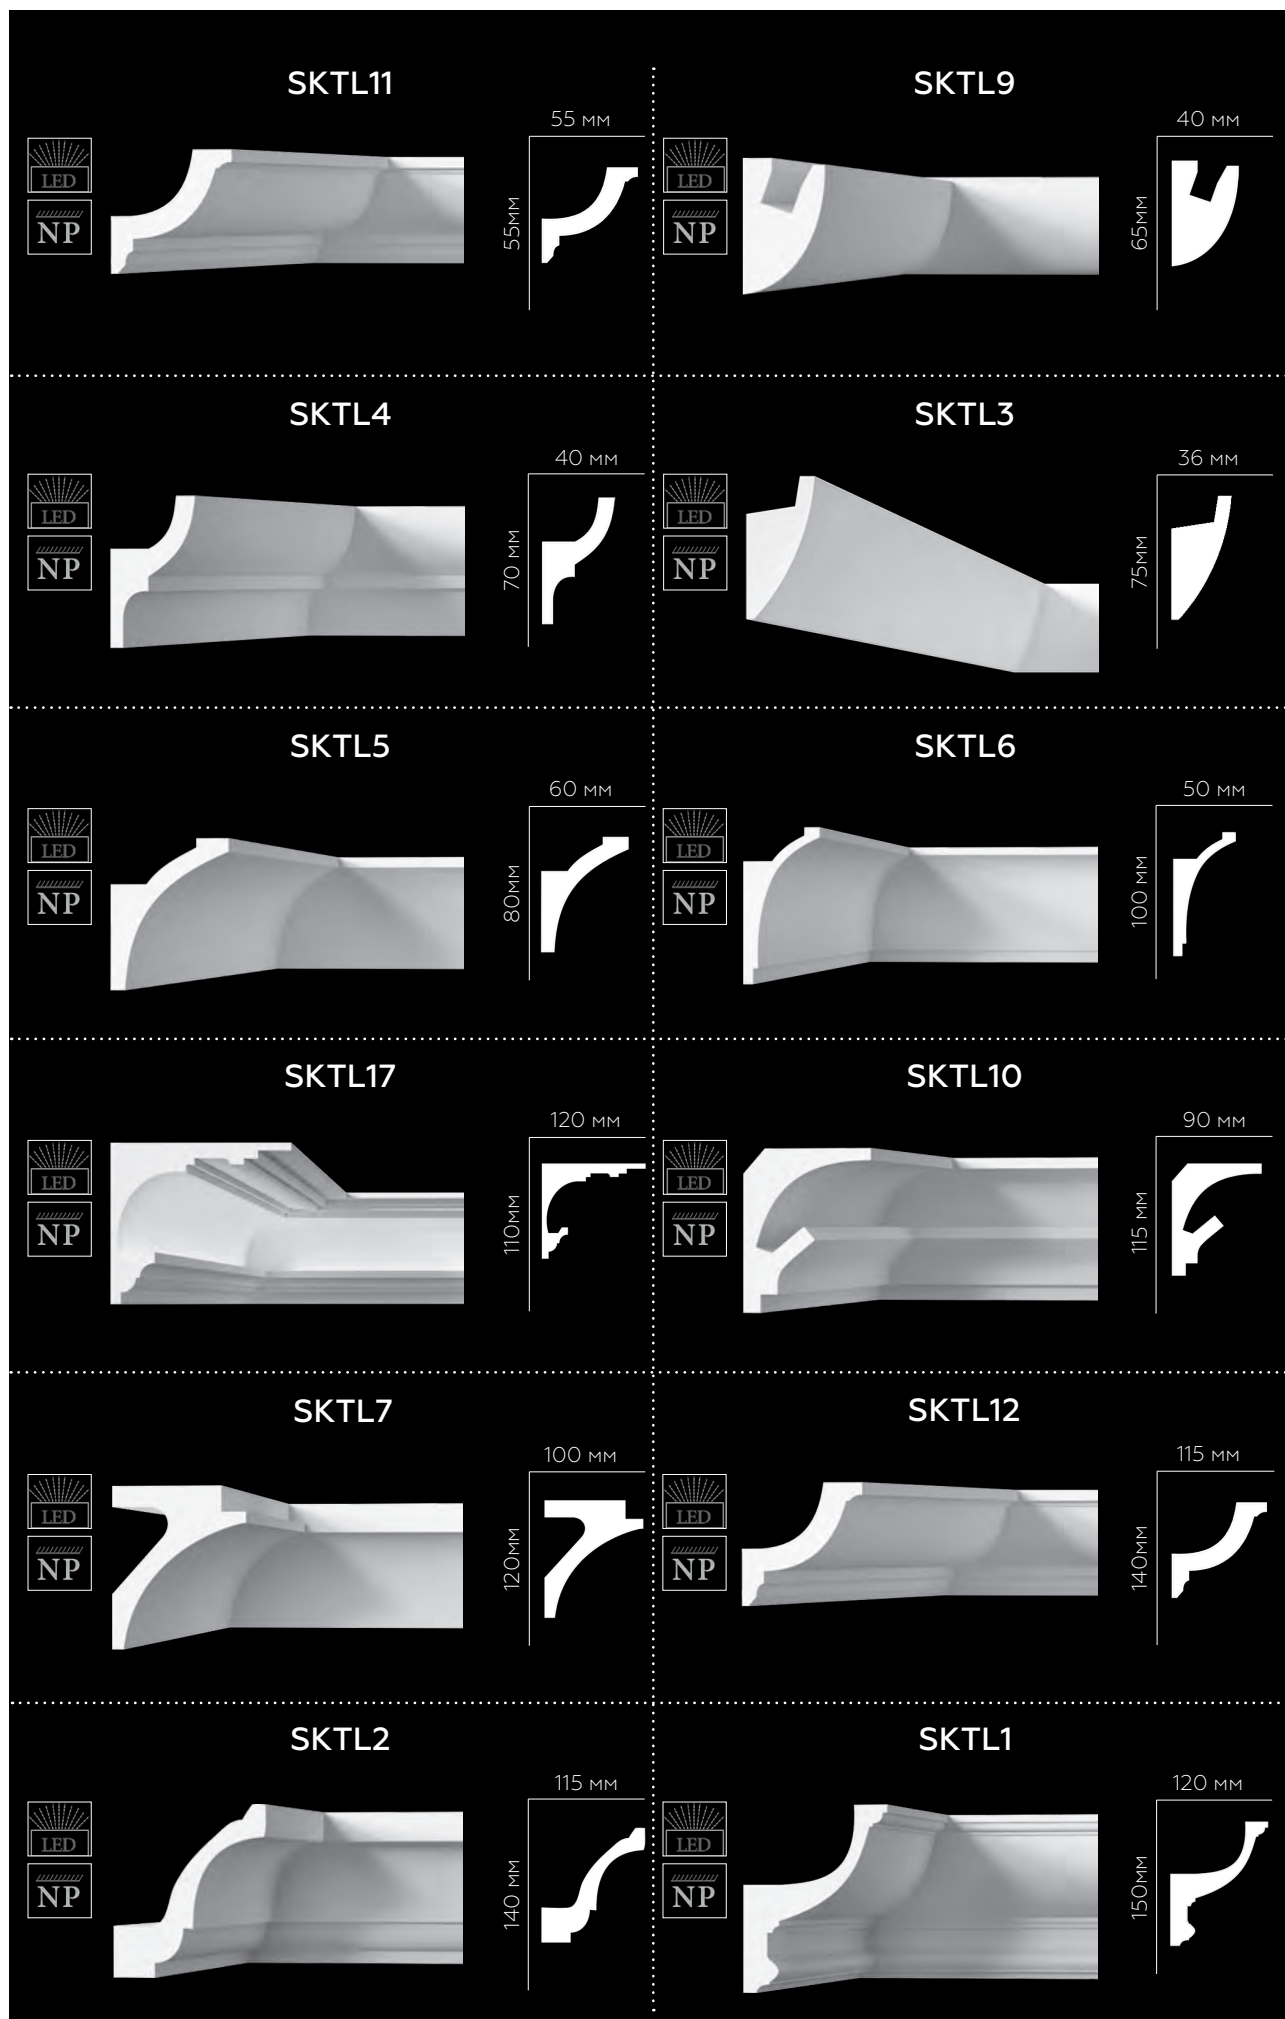 SKTL11
55 мм
LED
NP
55мм
SKTL9
40 мм
LED
NP
65мм
SKTL4
40 мм
LED
NP
70 мм
SKTL3
36 мм
LED
NP
75мм
SKTL5
60 мм
LED
NP
80мм
SKTL6
50 мм
LED
NP
100 мм
SKTL17
120 мм
LED
NP
110мм
SKTL10
90 мм
LED
NP
115 мм
SKTL7
100 мм
LED
NP
120мм
SKTL12
115 мм
LED
NP
140мм
SKTL2
115 мм
LED
NP
140 мм
SKTL1
120 мм
LED
NP
150мм